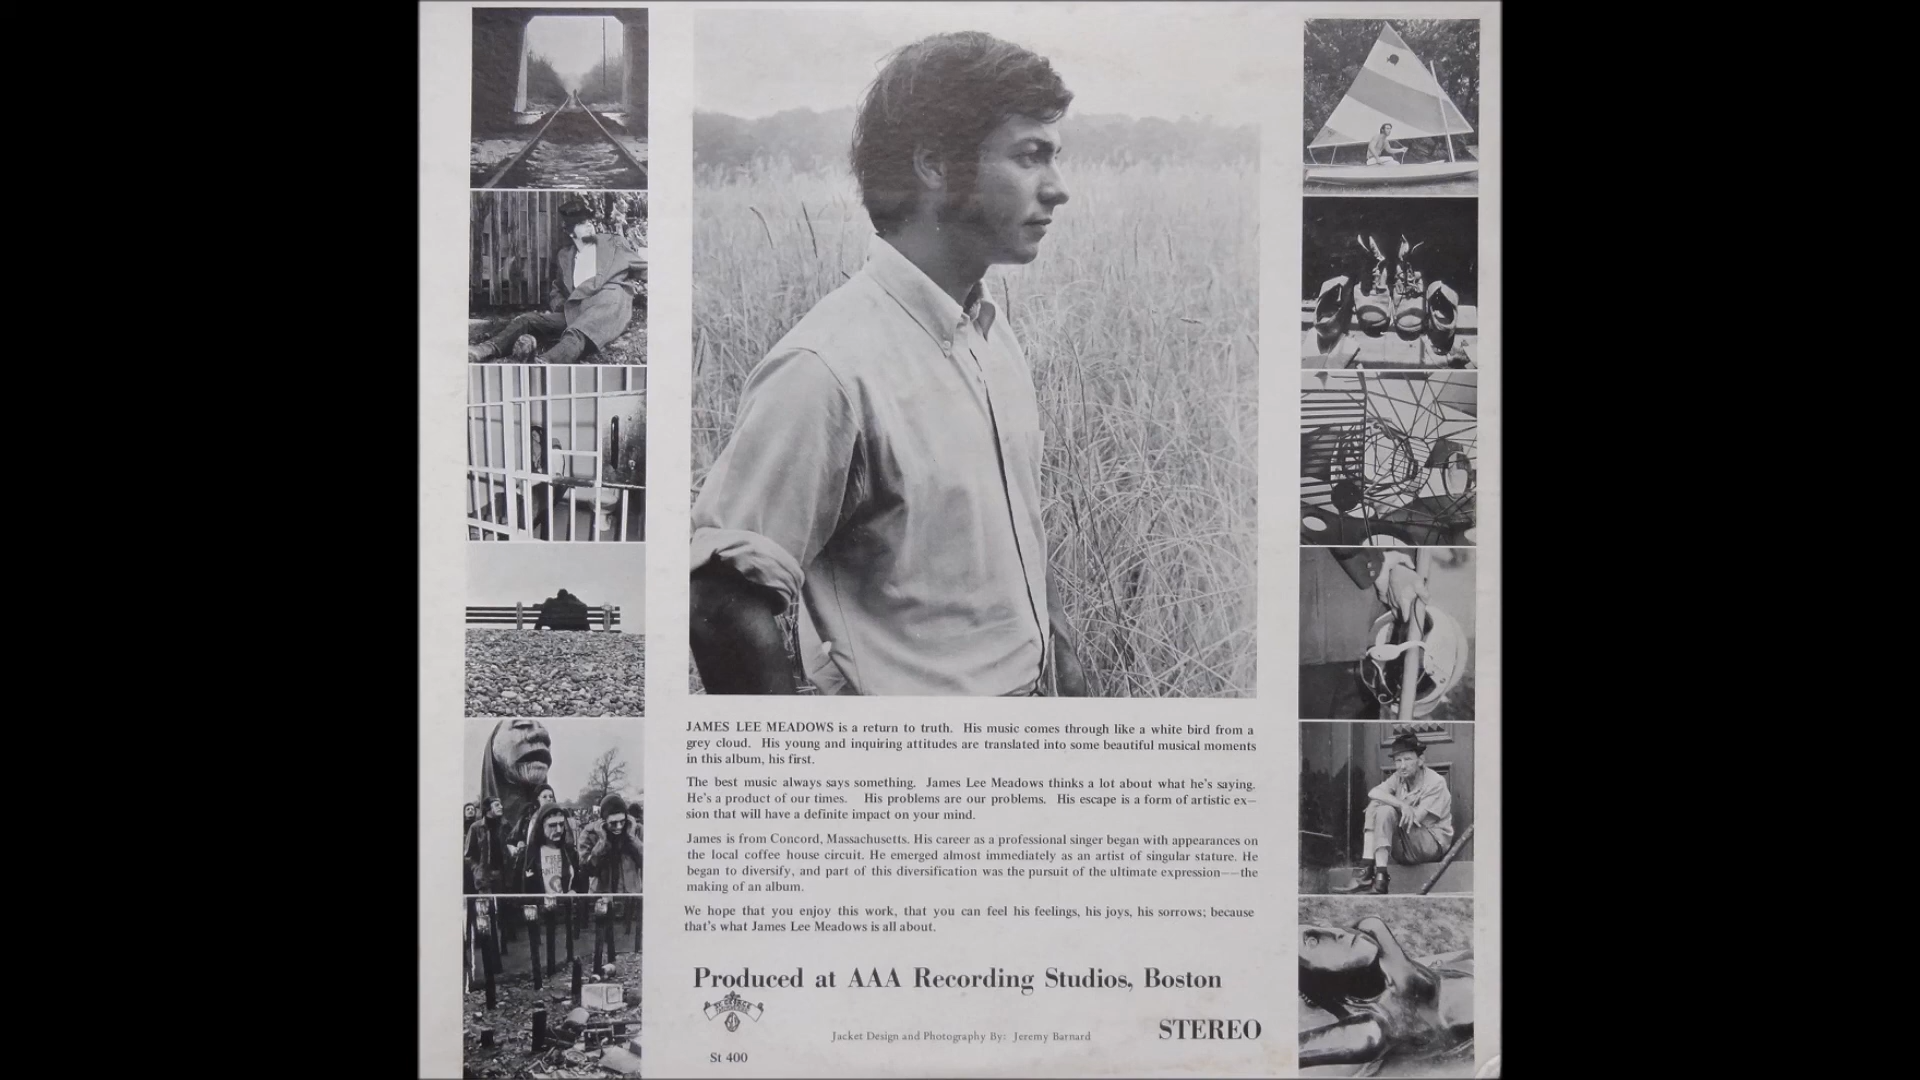 JAMES LEE MEADOWS is a return to truth. His music comes through like a white bird from a
grey cloud. His young and inquiring attitudes are translated into some beautiful musical moments
in this album, his first.
The best music always says something. James Lee Meadows thinks a lot about what he's saying.
He's a product of our times. His problems are our problems. His escape is a form of artistic ex—
sion that will have a definite impact on your mind.
James is from Concord, Massachusetts. His career as a professional singer began with appearances on
the local coffee house circuit. He emerged almost immediately as an artist of singular stature. He
began to diversify, and part of this diversification was the pursuit of the ultimate expression——the
making of an album.
We hope that you enjoy this work, that you can feel his feelings, his joys, his sorrows; because
that's what James Lee Meadows is all about.
Produced at AAA Recording Studios, Boston
Jacket Design and Photography By: Jeremy Barnard
STEREO
St 400